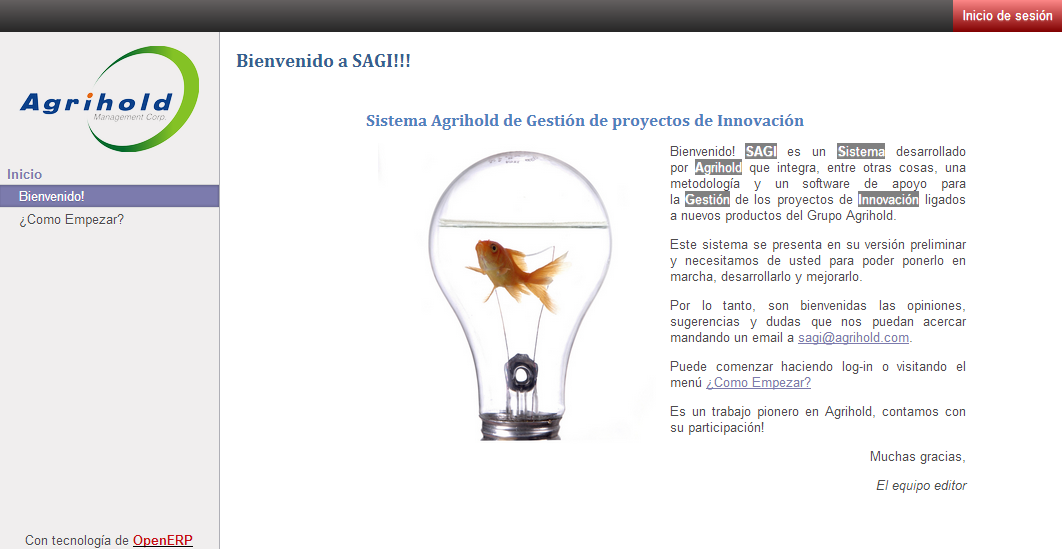 Inicio de sesión
Agrihold
Management Corp.
Inicio
Bienvenido!
¿Como Empezar?
Con tecnología de OpenERP
Bienvenido a SAGI!!!
Sistema Agrihold de Gestión de proyectos de Innovación
Bienvenido! SAGI es un Sistema desarrollado
por Agrihold que integra, entre otras cosas, una
metodología y un software de apoyo para
la Gestión de los proyectos de Innovación ligados
a nuevos productos del Grupo Agrihold.
Este sistema se presenta en su versión preliminar
y necesitamos de usted para poder ponerlo en
marcha, desarrollarlo y mejorarlo.
Por lo tanto, son bienvenidas las opiniones,
sugerencias y dudas que nos puedan acercar
mandando un email a sagi@agrihold.com.
Puede comenzar haciendo log-in o visitando el
menú ¿Como Empezar?
Es un trabajo pionero en Agrihold, contamos con
su participación!
Muchas gracias,
El equipo editor